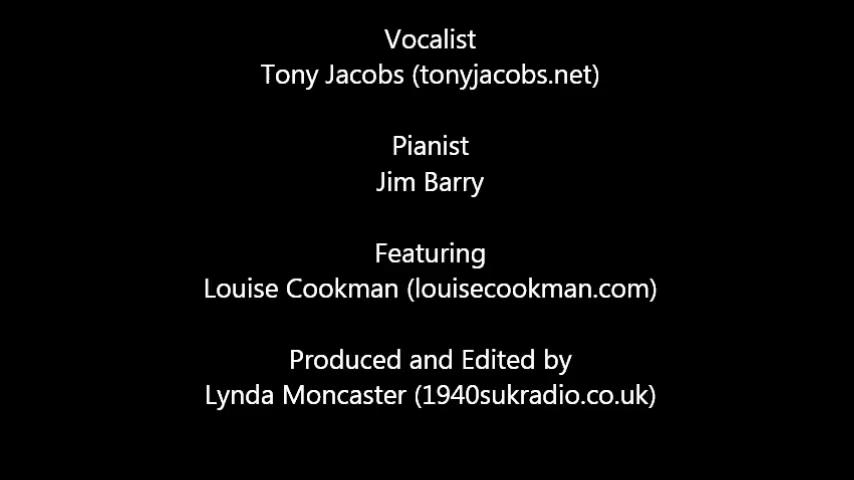 Vocalist
Tony Jacobs (tonyjacobs.net)
Pianist
Jim Barry
Featuring
Louise Cookman (louisecookman.com)
Produced and Edited by
Lynda Moncaster (1940sukradio.co.uk)